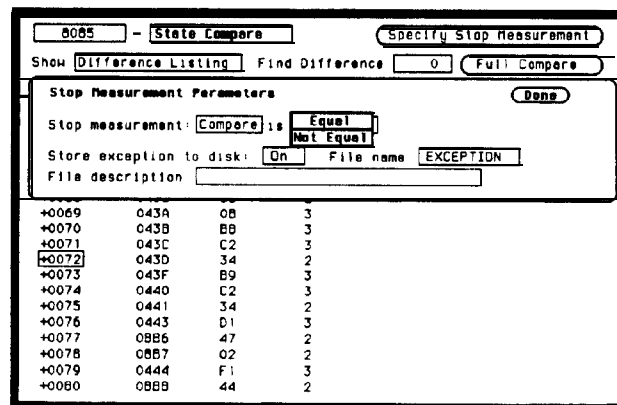 8085 - State Compare Specify Stop Measurement
Show Difference Listing Find Difference 0 Full Compare
Stop Measurement Parameters Done
Stop measurement: Compare is Equal
Not Equal
Store exception to disk: On File name EXCEPTION
File description
+0069 043A 0B 3
+0070 043B BB 3
+0071 043C C2 3
+0072 043D 34 2
+0073 043F B9 3
+0074 0440 C2 3
+0075 0441 34 2
+0076 0443 D1 3
+0077 0BB6 47 2
+0078 0BB7 02 2
+0079 0444 F1 3
+0080 0BBB 44 2